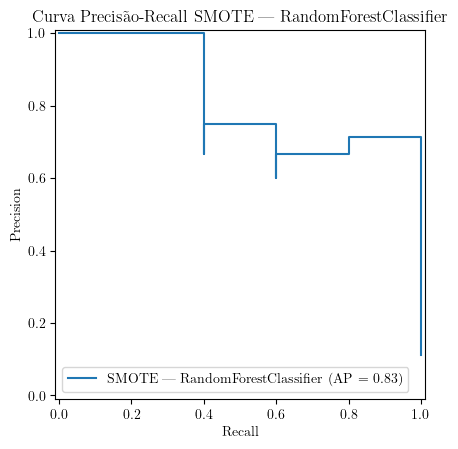 Curva Precisão-Recall SMOTE — RandomForestClassifier
1.0
0.8
0.6
0.4
0.2
0.0
Precision
SMOTE — RandomForestClassifier (AP = 0.83)
0.0 0.2 0.4 0.6 0.8 1.0
Recall